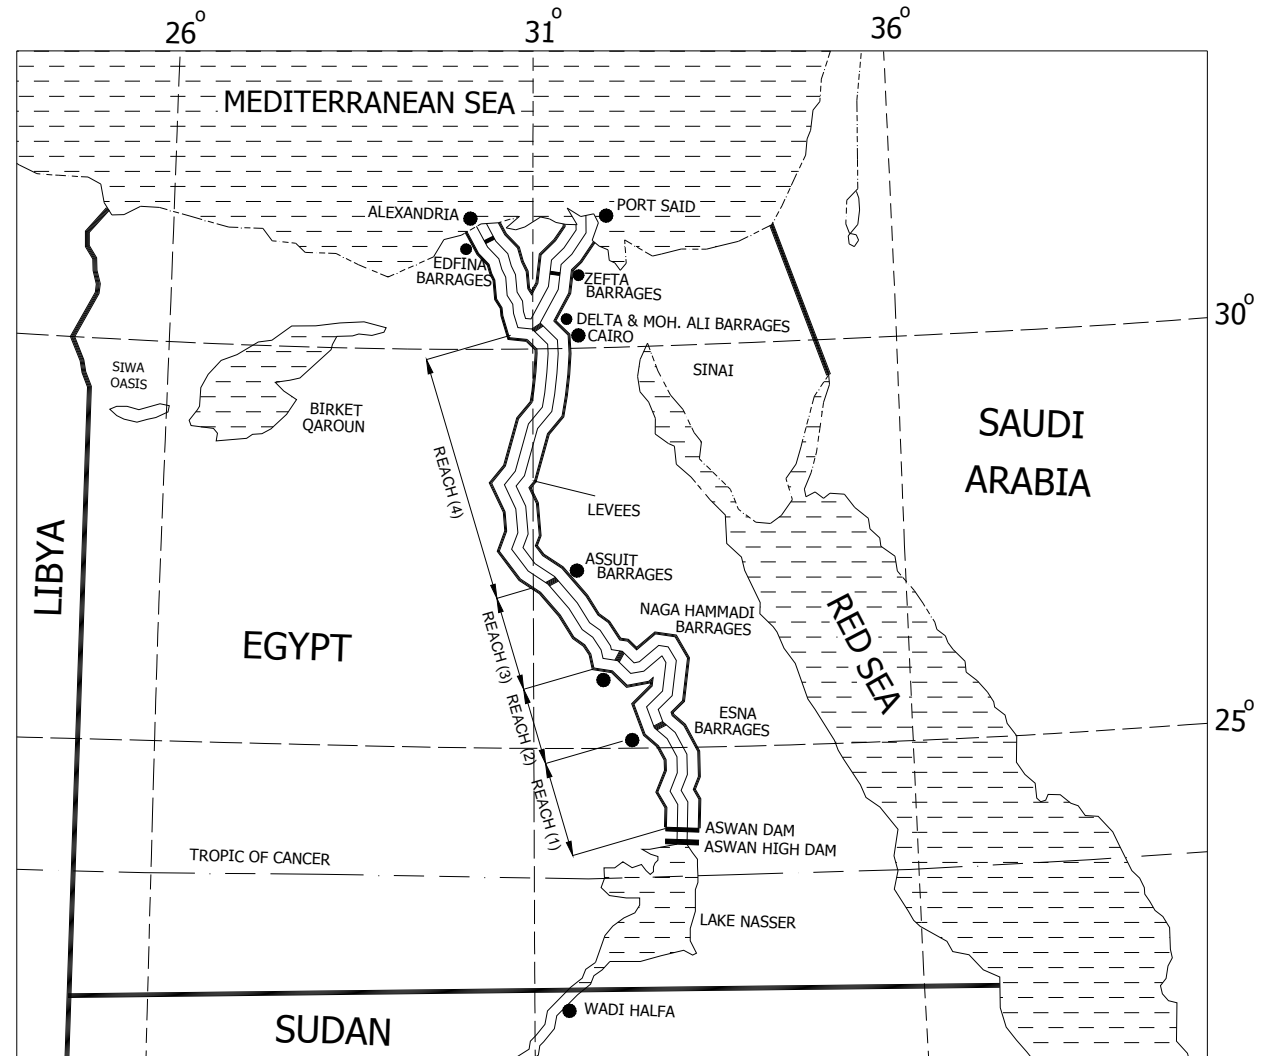 26°
31°
36°
MEDITERRANEAN SEA
ALEXANDRIA
PORT SAID
EDFINA
BARRAGES
ZEFTA
BARRAGES
DELTA & MOH. ALI BARRAGES
CAIRO
30°
SIWA
OASIS
BIRKET
QAROUN
SINAI
SAUDI
ARABIA
REACH (4)
LEVEES
LIBYA
ASSUIT
BARRAGES
NAGA HAMMADI
BARRAGES
RED SEA
EGYPT
REACH (3)
REACH (2)
ESNA
BARRAGES
25°
REACH (1)
ASWAN DAM
ASWAN HIGH DAM
TROPIC OF CANCER
LAKE NASSER
WADI HALFA
SUDAN